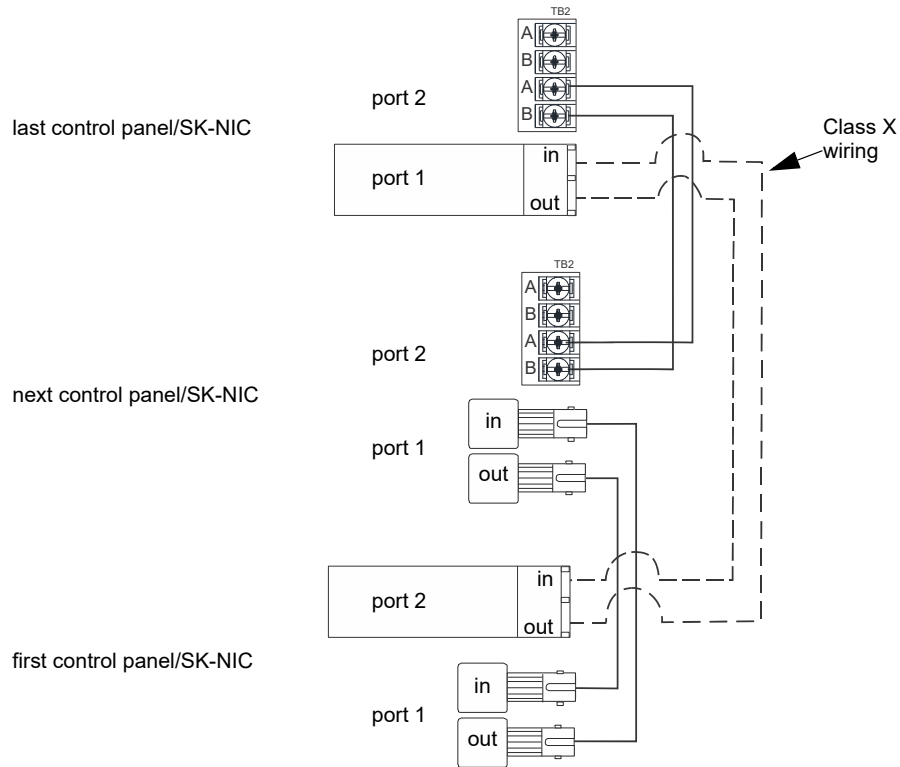 TB2
A
B
A
B
port 2
last control panel/SK-NIC
Class X
wiring
port 1
in
out
TB2
A
B
A
B
port 2
next control panel/SK-NIC
in
port 1
out
in
port 2
out
first control panel/SK-NIC
in
port 1
out